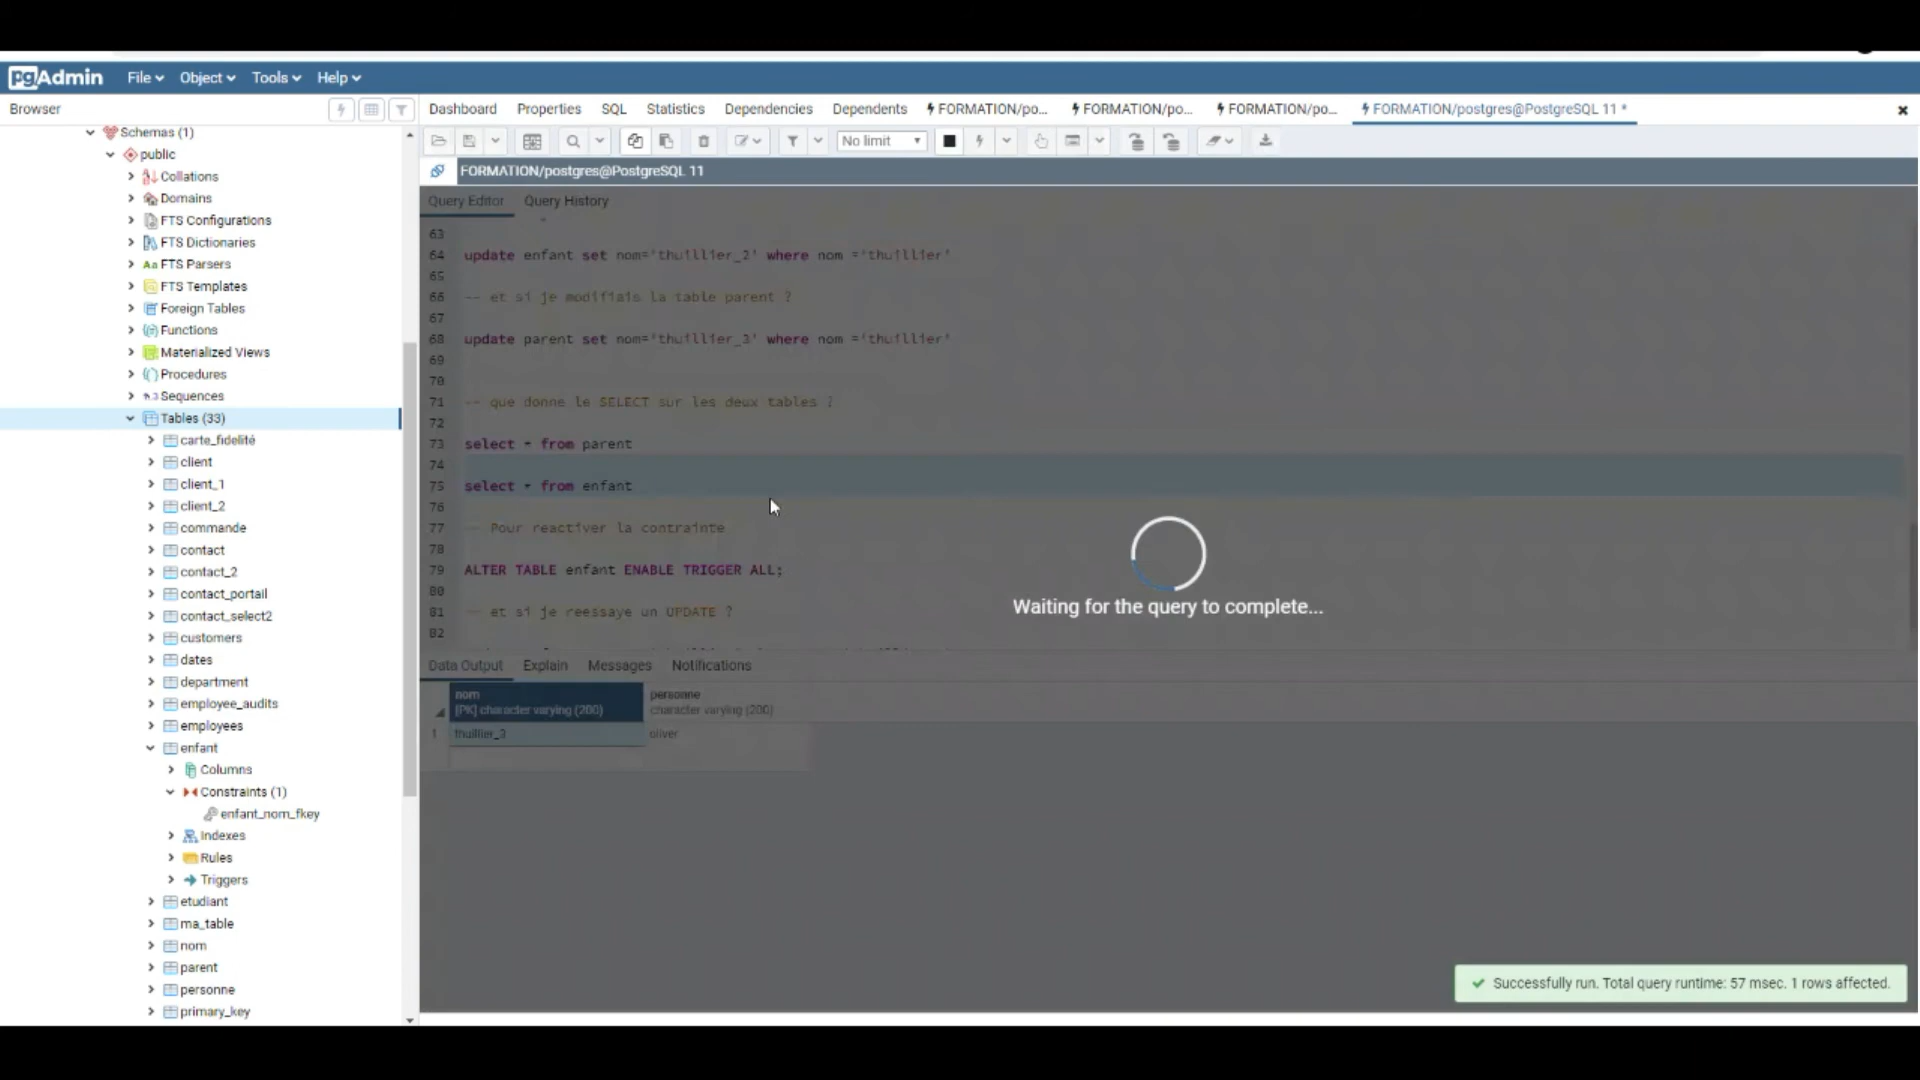 pgAdmin File Object Tools Help
Browser
Dashboard Properties SQL Statistics Dependencies Dependents FORMATION/po... FORMATION/po... FORMATION/po... FORMATION/postgres@PostgreSQL 11 *
No limit
FORMATION/postgres@PostgreSQL 11
Schemas (1)
public
Collations
Domains
FTS Configurations
FTS Dictionaries
Aa FTS Parsers
FTS Templates
Foreign Tables
Functions
Materialized Views
Procedures
1..3 Sequences
Tables (33)
carte_fidelité
client
client_1
client_2
commande
contact
contact_2
contact_portail
contact_select2
customers
dates
department
employee_audits
employees
enfant
Columns
Constraints (1)
enfant_nom_fkey
Indexes
Rules
Triggers
etudiant
ma_table
nom
parent
personne
primary_key
Query Editor Query History
63
64 update enfant set nom='thuillier_2' where nom ='thuillier'
65
66 -- et si je modifiais la table parent ?
67
68 update parent set nom='thuillier_3' where nom ='thuillier'
69
70
71 -- que donne le SELECT sur les deux tables ?
72
73 select * from parent
74
75 select * from enfant
76
77 -- Pour reactiver la contrainte
78
79 ALTER TABLE enfant ENABLE TRIGGER ALL;
80
81 -- et si je reessaye un UPDATE ?
82
Waiting for the query to complete...
Data Output Explain Messages Notifications
nom personne
[PK] character varying (200) character varying (200)
1 thuillier_3 oliver
Successfully run. Total query runtime: 57 msec. 1 rows affected.